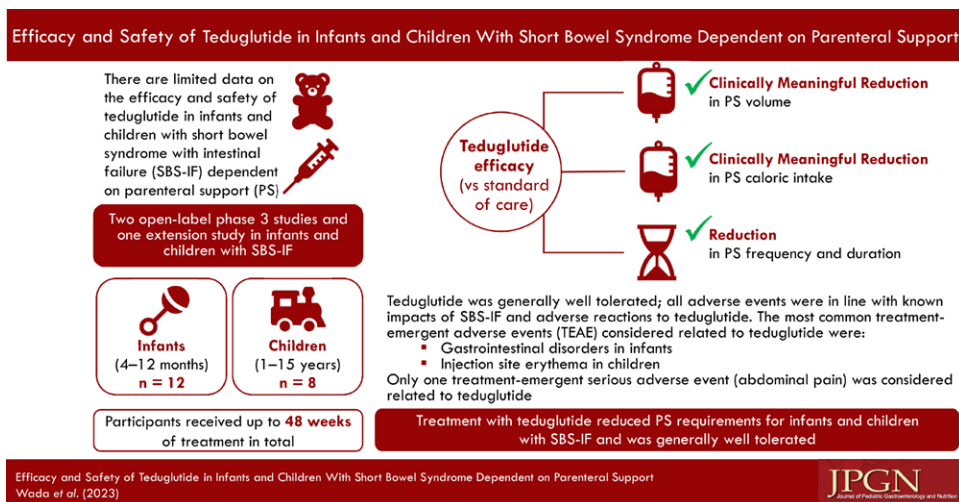 Efficacy and Safety of Teduglutide in Infants and Children With Short Bowel Syndrome Dependent on Parenteral Support
There are limited data on
the efficacy and safety of
teduglutide in infants and
children with short bowel
syndrome with intestinal
failure (SBS-IF) dependent
on parenteral support (PS)
Two open-label phase 3 studies and
one extension study in infants and
children with SBS-IF
Infants
(4–12 months)
n = 12
Children
(1–15 years)
n = 8
Participants received up to 48 weeks
of treatment in total
Teduglutide
efficacy
(vs standard
of care)
Clinically Meaningful Reduction
in PS volume
Clinically Meaningful Reduction
in PS caloric intake
Reduction
in PS frequency and duration
Teduglutide was generally well tolerated; all adverse events were in line with known
impacts of SBS-IF and adverse reactions to teduglutide. The most common treatment-
emergent adverse events (TEAE) considered related to teduglutide were:
▪ Gastrointestinal disorders in infants
▪ Injection site erythema in children
Only one treatment-emergent serious adverse event (abdominal pain) was considered
related to teduglutide
Treatment with teduglutide reduced PS requirements for infants and children
with SBS-IF and was generally well tolerated
Efficacy and Safety of Teduglutide in Infants and Children With Short Bowel Syndrome Dependent on Parenteral Support
Wada et al. (2023)
JPGN
Journal of Pediatric Gastroenterology and Nutrition